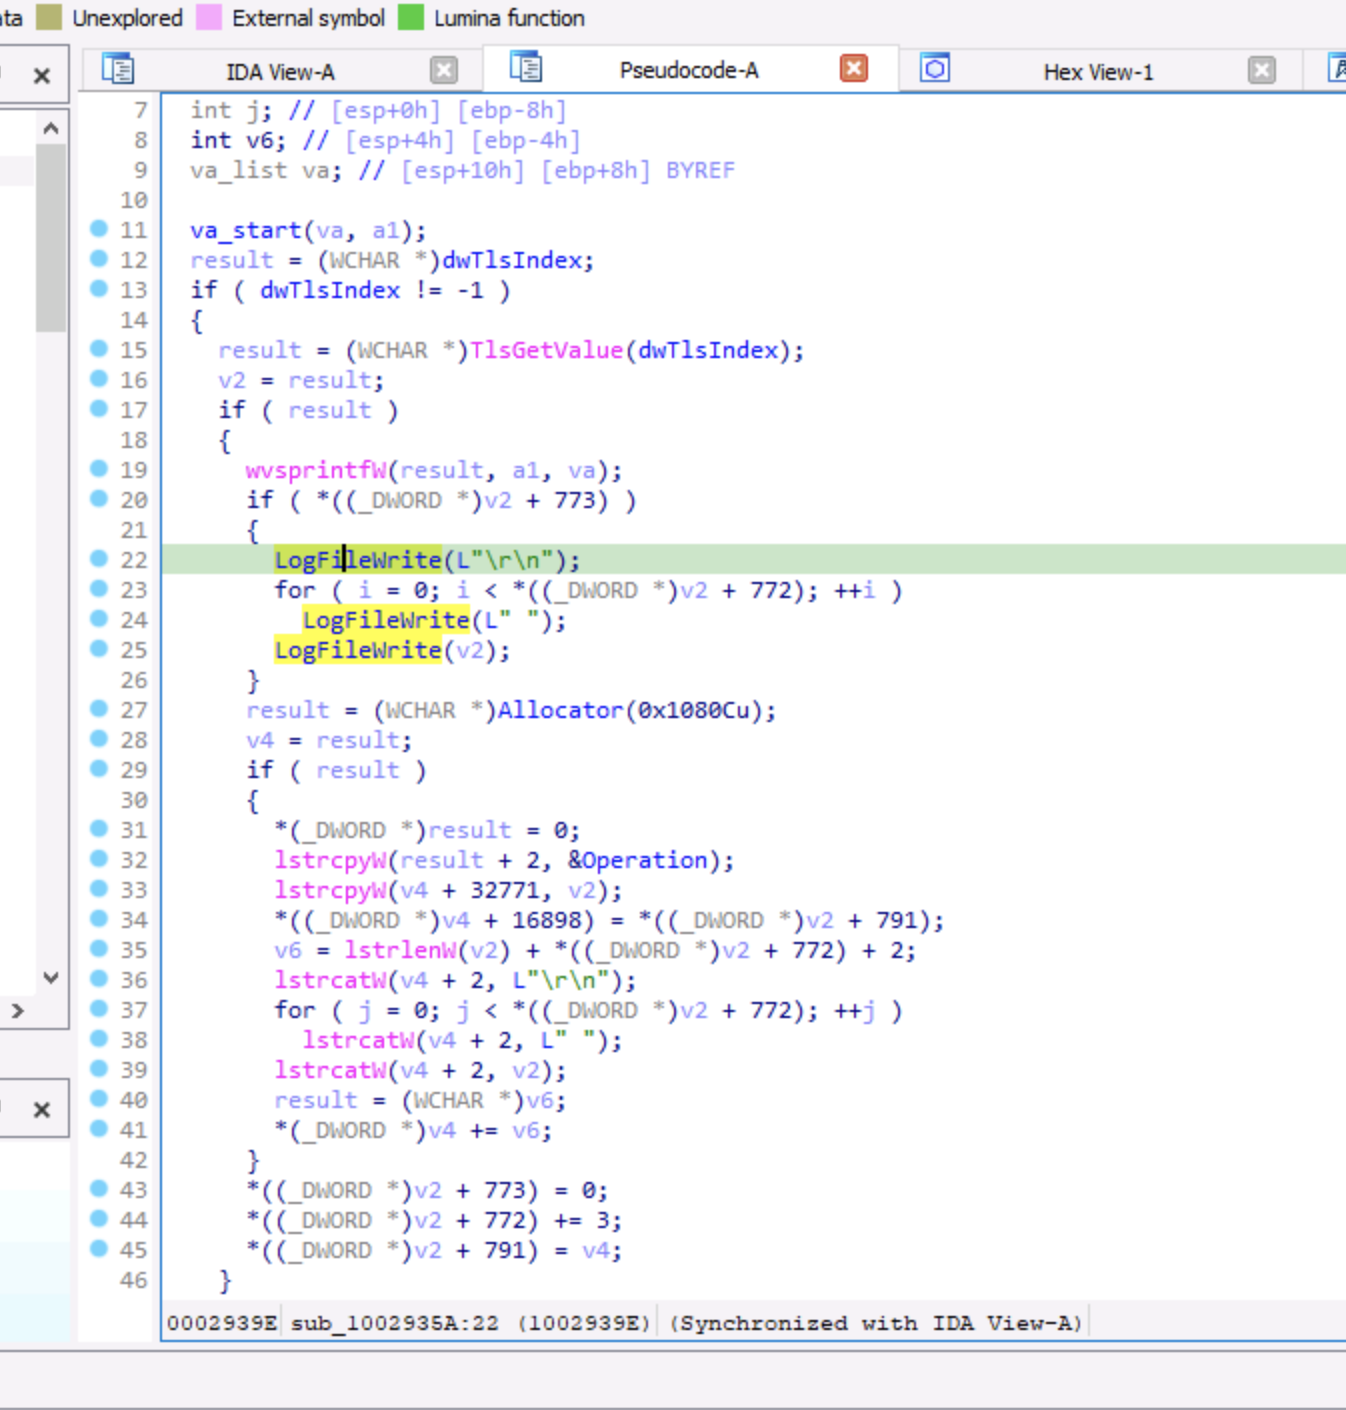 ta Unexplored External symbol Lumina function
IDA View-A Pseudocode-A Hex View-1
7 int j; // [esp+0h] [ebp-8h]
8 int v6; // [esp+4h] [ebp-4h]
9 va_list va; // [esp+10h] [ebp+8h] BYREF
10
11 va_start(va, a1);
12 result = (WCHAR *)dwTlsIndex;
13 if ( dwTlsIndex != -1 )
14 {
15 result = (WCHAR *)TlsGetValue(dwTlsIndex);
16 v2 = result;
17 if ( result )
18 {
19 wvsprintfW(result, a1, va);
20 if ( *((_DWORD *)v2 + 773) )
21 {
22 LogFileWrite(L"\r\n");
23 for ( i = 0; i < *((_DWORD *)v2 + 772); ++i )
24 LogFileWrite(L" ");
25 LogFileWrite(v2);
26 }
27 result = (WCHAR *)Allocator(0x1080Cu);
28 v4 = result;
29 if ( result )
30 {
31 *(_DWORD *)result = 0;
32 lstrcpyW(result + 2, &Operation);
33 lstrcpyW(v4 + 32771, v2);
34 *((_DWORD *)v4 + 16898) = *((_DWORD *)v2 + 791);
35 v6 = lstrlenW(v2) + *((_DWORD *)v2 + 772) + 2;
36 lstrcatW(v4 + 2, L"\r\n");
37 for ( j = 0; j < *((_DWORD *)v2 + 772); ++j )
38 lstrcatW(v4 + 2, L" ");
39 lstrcatW(v4 + 2, v2);
40 result = (WCHAR *)v6;
41 *(_DWORD *)v4 += v6;
42 }
43 *((_DWORD *)v2 + 773) = 0;
44 *((_DWORD *)v2 + 772) += 3;
45 *((_DWORD *)v2 + 791) = v4;
46 }
0002939E sub_1002935A:22 (1002939E) (Synchronized with IDA View-A)